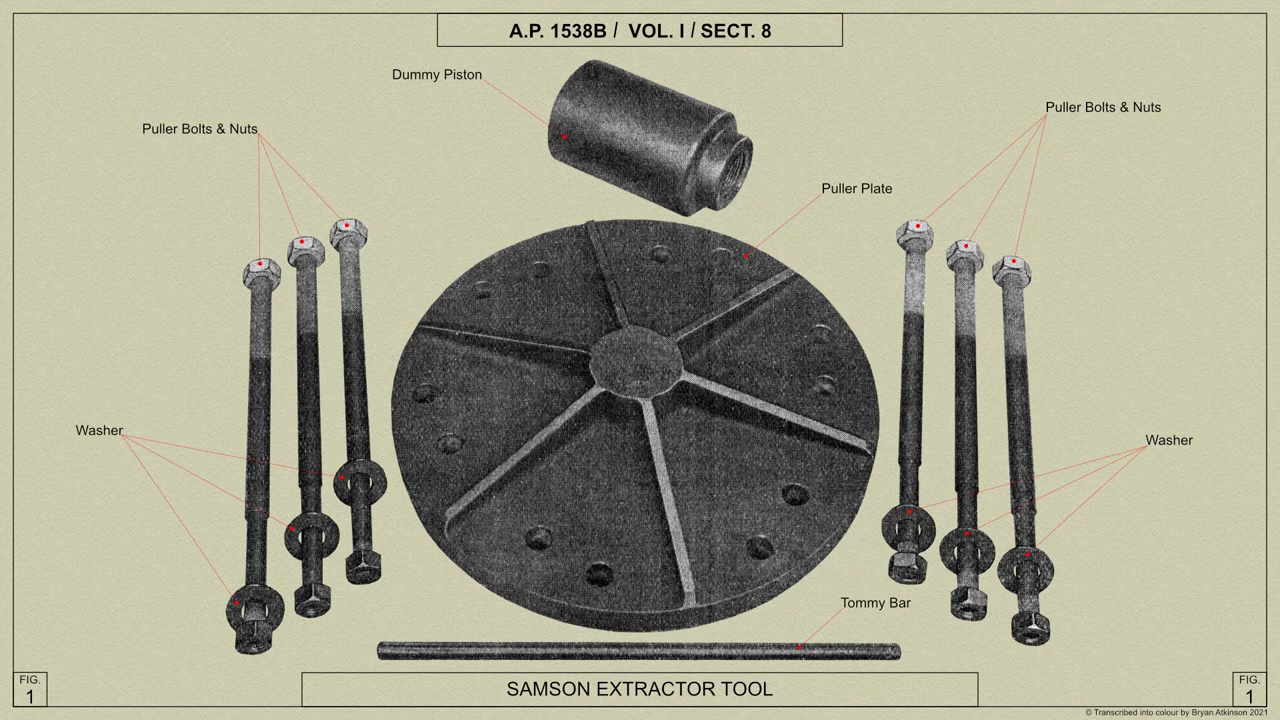 A.P. 1538B / VOL. I / SECT. 8
Dummy Piston
Puller Bolts & Nuts
Puller Bolts & Nuts
Puller Plate
Washer
Washer
Tommy Bar
FIG.
1
SAMSON EXTRACTOR TOOL
FIG.
1
© Transcribed into colour by Bryan Atkinson 2021